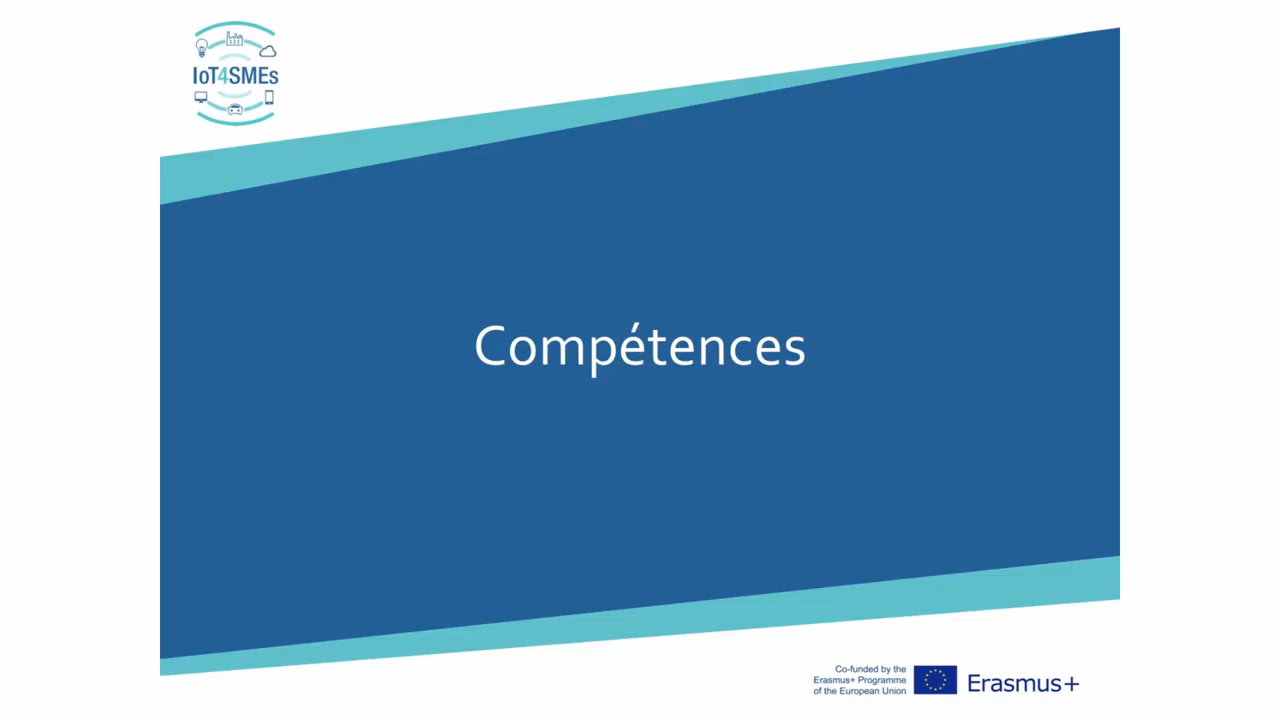 IoT4SMEs
Compétences
Co-funded by the
Erasmus+ Programme
of the European Union
Erasmus+